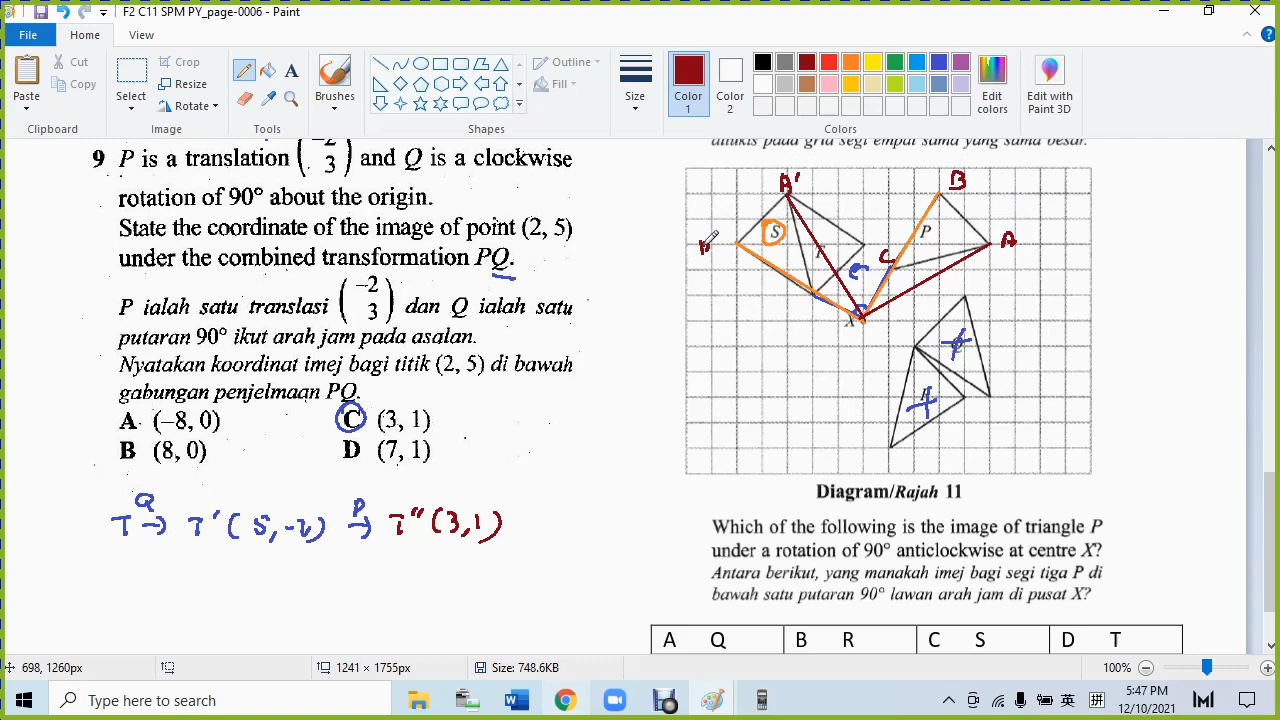 F2 C11 SPM PY_page-0006 - Paint
File
Home
View
Paste
Cut
Copy
Clipboard
Select
Crop
Resize
Rotate
Image
A
Tools
Brushes
Outline
Fill
Shapes
Size
Color 1
Color 2
Edit colors
Colors
Edit with Paint 3D
9 P is a translation (−2 3) and Q is a clockwise
rotation of 90° about the origin.
State the coordinate of the image of point (2, 5)
under the combined transformation PQ.
P ialah satu translasi (−2 3) dan Q ialah satu
putaran 90° ikut arah jam pada asalan.
Nyatakan koordinat imej bagi titik (2, 5) di bawah
gabungan penjelmaan PQ.
A (−8, 0)
C (3, 1)
B (8, 0)
D (7, 1)
T Q→ T' (5,-2) P→ T" (3,1)
dilukis pada grid segi empat sama yang sama besar.
A'
B
S
P
A
C
T
X
Diagram/Rajah 11
Which of the following is the image of triangle P
under a rotation of 90° anticlockwise at centre X?
Antara berikut, yang manakah imej bagi segi tiga P di
bawah satu putaran 90° lawan arah jam di pusat X?
A Q B R C S D T
698, 1260px
1241 × 1755px
Size: 748.6KB
100%
Type here to search
英
拼
5:47 PM
12/10/2021